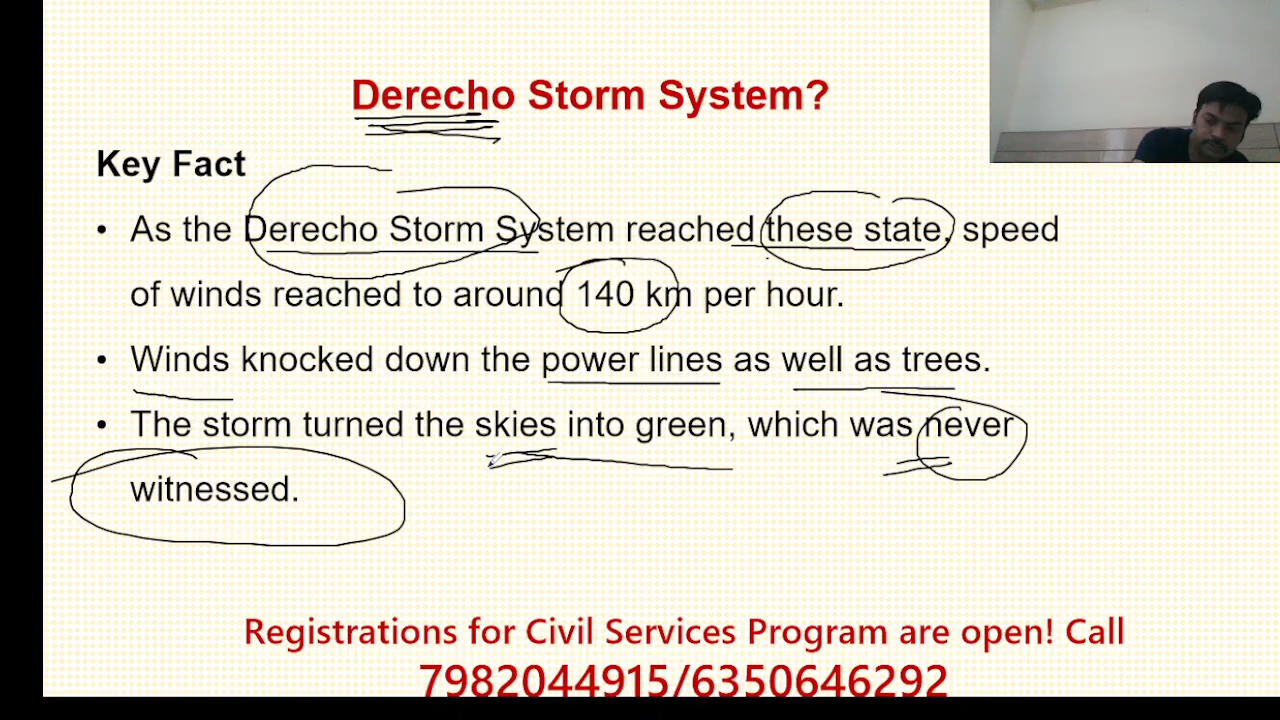 Derecho Storm System?
Key Fact
• As the Derecho Storm System reached these state, speed
of winds reached to around 140 km per hour.
• Winds knocked down the power lines as well as trees.
• The storm turned the skies into green, which was never
witnessed.
Registrations for Civil Services Program are open! Call
7982044915/6350646292